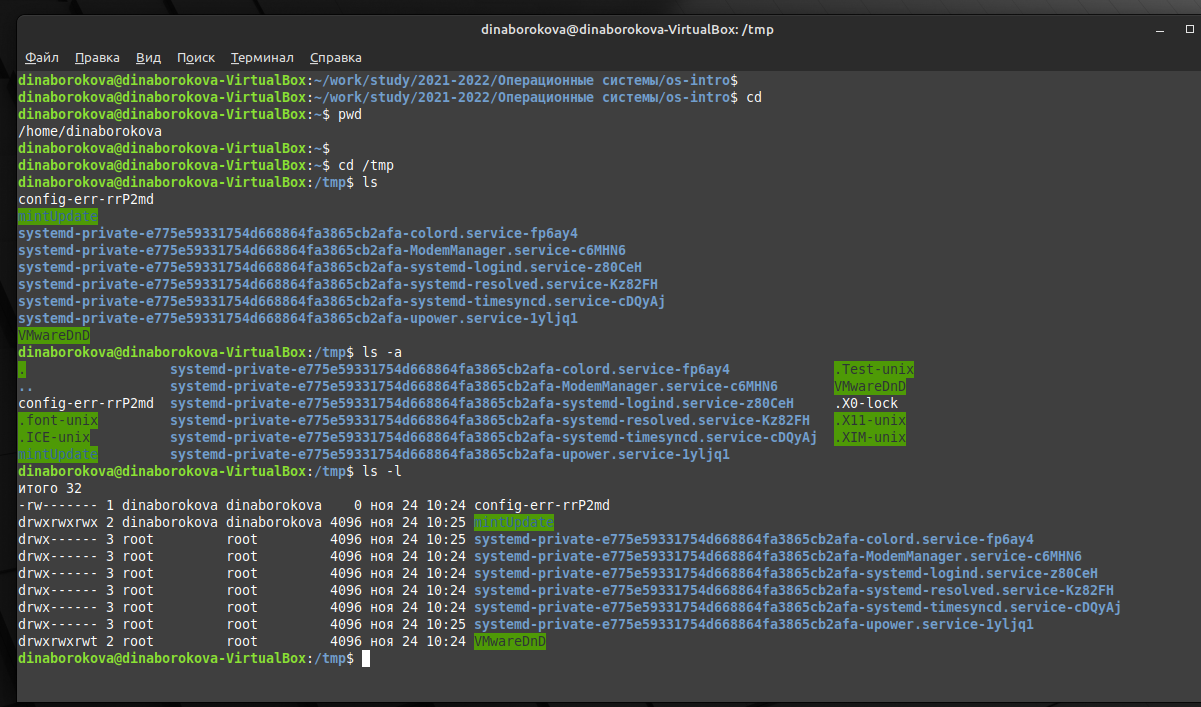 dinaborokova@dinaborokova-VirtualBox: /tmp
Файл Правка Вид Поиск Терминал Справка
dinaborokova@dinaborokova-VirtualBox:~/work/study/2021-2022/Операционные системы/os-intro$
dinaborokova@dinaborokova-VirtualBox:~/work/study/2021-2022/Операционные системы/os-intro$ cd
dinaborokova@dinaborokova-VirtualBox:~$ pwd
/home/dinaborokova
dinaborokova@dinaborokova-VirtualBox:~$
dinaborokova@dinaborokova-VirtualBox:~$ cd /tmp
dinaborokova@dinaborokova-VirtualBox:/tmp$ ls
config-err-rrP2md
mintUpdate
systemd-private-e775e59331754d668864fa3865cb2afa-colord.service-fp6ay4
systemd-private-e775e59331754d668864fa3865cb2afa-ModemManager.service-c6MHN6
systemd-private-e775e59331754d668864fa3865cb2afa-systemd-logind.service-z80CeH
systemd-private-e775e59331754d668864fa3865cb2afa-systemd-resolved.service-Kz82FH
systemd-private-e775e59331754d668864fa3865cb2afa-systemd-timesyncd.service-cDQyAj
systemd-private-e775e59331754d668864fa3865cb2afa-upower.service-1yljq1
VMwareDnD
dinaborokova@dinaborokova-VirtualBox:/tmp$ ls -a
. systemd-private-e775e59331754d668864fa3865cb2afa-colord.service-fp6ay4 .Test-unix
.. systemd-private-e775e59331754d668864fa3865cb2afa-ModemManager.service-c6MHN6 VMwareDnD
config-err-rrP2md systemd-private-e775e59331754d668864fa3865cb2afa-systemd-logind.service-z80CeH .X0-lock
.font-unix systemd-private-e775e59331754d668864fa3865cb2afa-systemd-resolved.service-Kz82FH .X11-unix
.ICE-unix systemd-private-e775e59331754d668864fa3865cb2afa-systemd-timesyncd.service-cDQyAj .XIM-unix
mintUpdate systemd-private-e775e59331754d668864fa3865cb2afa-upower.service-1yljq1
dinaborokova@dinaborokova-VirtualBox:/tmp$ ls -l
итого 32
-rw------- 1 dinaborokova dinaborokova 0 ноя 24 10:24 config-err-rrP2md
drwxrwxrwx 2 dinaborokova dinaborokova 4096 ноя 24 10:25 mintUpdate
drwx------ 3 root root 4096 ноя 24 10:25 systemd-private-e775e59331754d668864fa3865cb2afa-colord.service-fp6ay4
drwx------ 3 root root 4096 ноя 24 10:24 systemd-private-e775e59331754d668864fa3865cb2afa-ModemManager.service-c6MHN6
drwx------ 3 root root 4096 ноя 24 10:24 systemd-private-e775e59331754d668864fa3865cb2afa-systemd-logind.service-z80CeH
drwx------ 3 root root 4096 ноя 24 10:24 systemd-private-e775e59331754d668864fa3865cb2afa-systemd-resolved.service-Kz82FH
drwx------ 3 root root 4096 ноя 24 10:24 systemd-private-e775e59331754d668864fa3865cb2afa-systemd-timesyncd.service-cDQyAj
drwx------ 3 root root 4096 ноя 24 10:25 systemd-private-e775e59331754d668864fa3865cb2afa-upower.service-1yljq1
drwxrwxrwt 2 root root 4096 ноя 24 10:24 VMwareDnD
dinaborokova@dinaborokova-VirtualBox:/tmp$